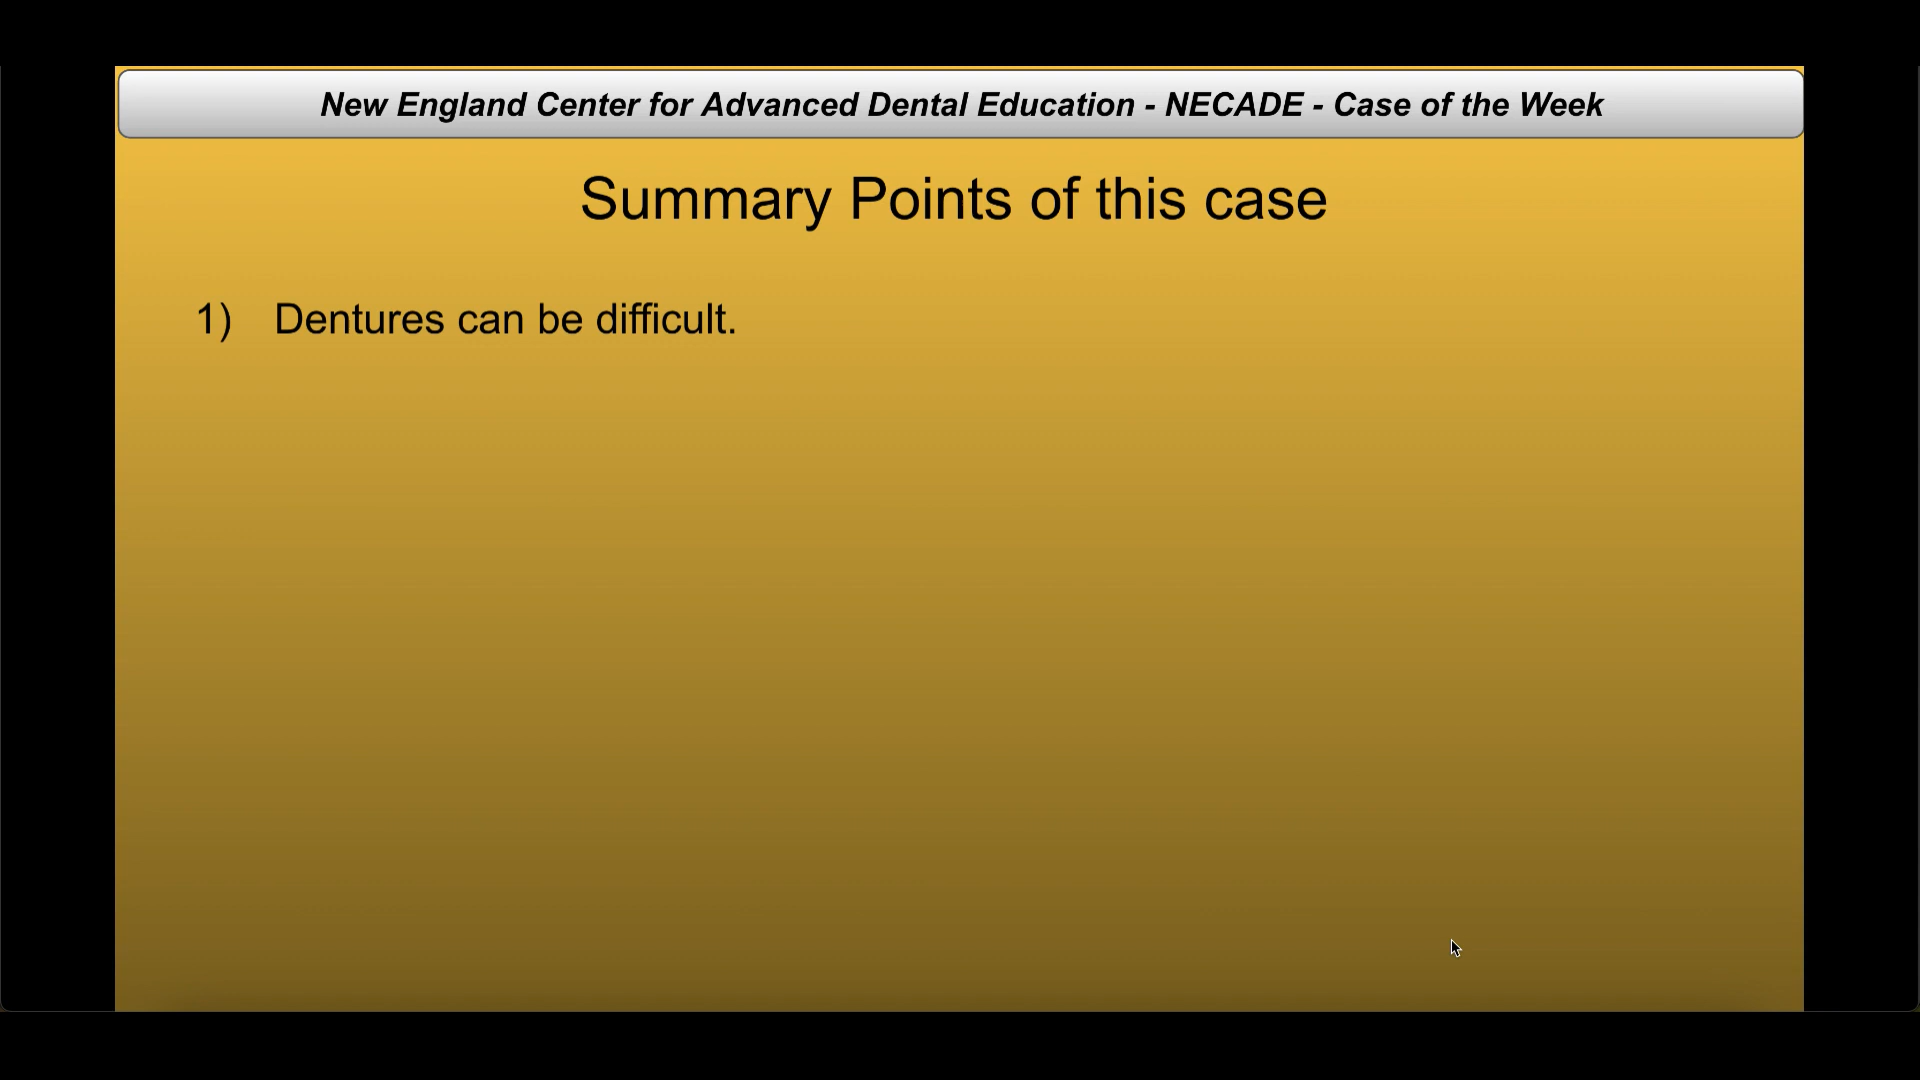 New England Center for Advanced Dental Education - NECADE - Case of the Week
Summary Points of this case
1) Dentures can be difficult.